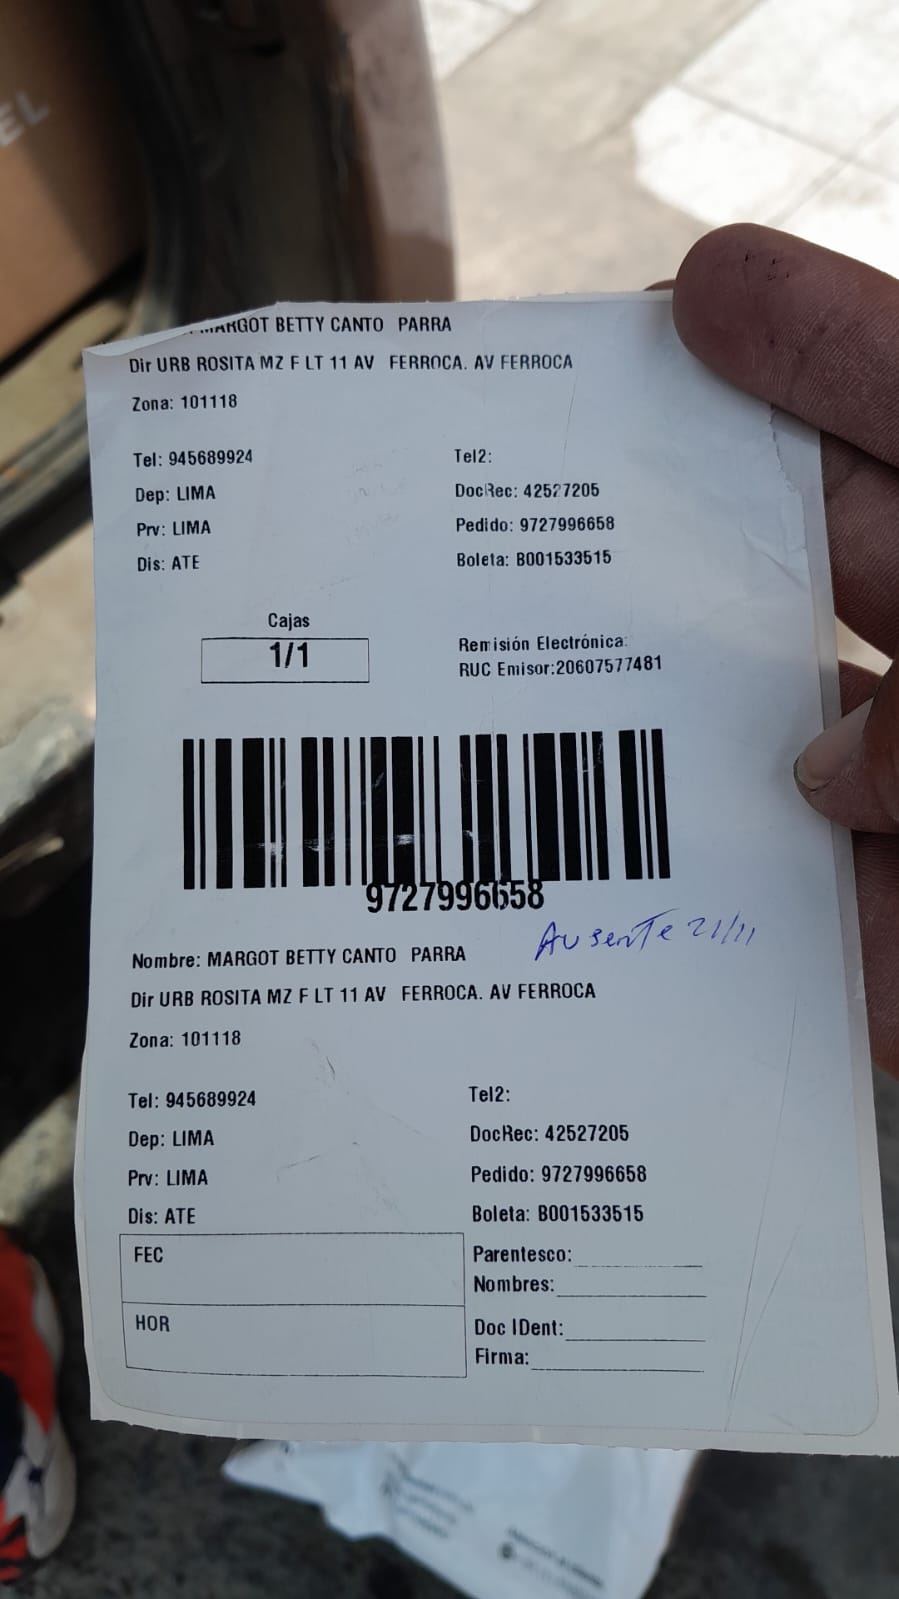 EL
MARGOT BETTY CANTO PARRA
Dir URB ROSITA MZ F LT 11 AV FERROCA. AV FERROCA
Zona: 101118
Tel: 945689924 Tel2:
Dep: LIMA DocRec: 42527205
Prv: LIMA Pedido: 9727996658
Dis: ATE Boleta: B001533515
Cajas
1/1
Remisión Electrónica:
RUC Emisor:20607577481
9727996658
Ausente 21/11
Nombre: MARGOT BETTY CANTO PARRA
Dir URB ROSITA MZ F LT 11 AV FERROCA. AV FERROCA
Zona: 101118
Tel: 945689924 Tel2:
Dep: LIMA DocRec: 42527205
Prv: LIMA Pedido: 9727996658
Dis: ATE Boleta: B001533515
FEC
HOR
Parentesco:
Nombres:
Doc IDent:
Firma: